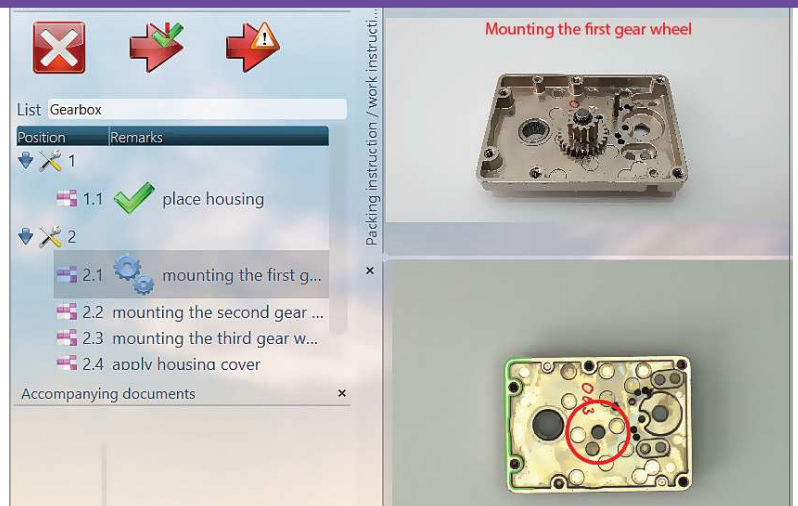 Mounting the first gear wheel
List Gearbox
Position Remarks
1
1.1 place housing
2
2.1 mounting the first g...
2.2 mounting the second gear ...
2.3 mounting the third gear w...
2.4 apply housing cover
Accompanying documents
Packing instruction / work instructi...